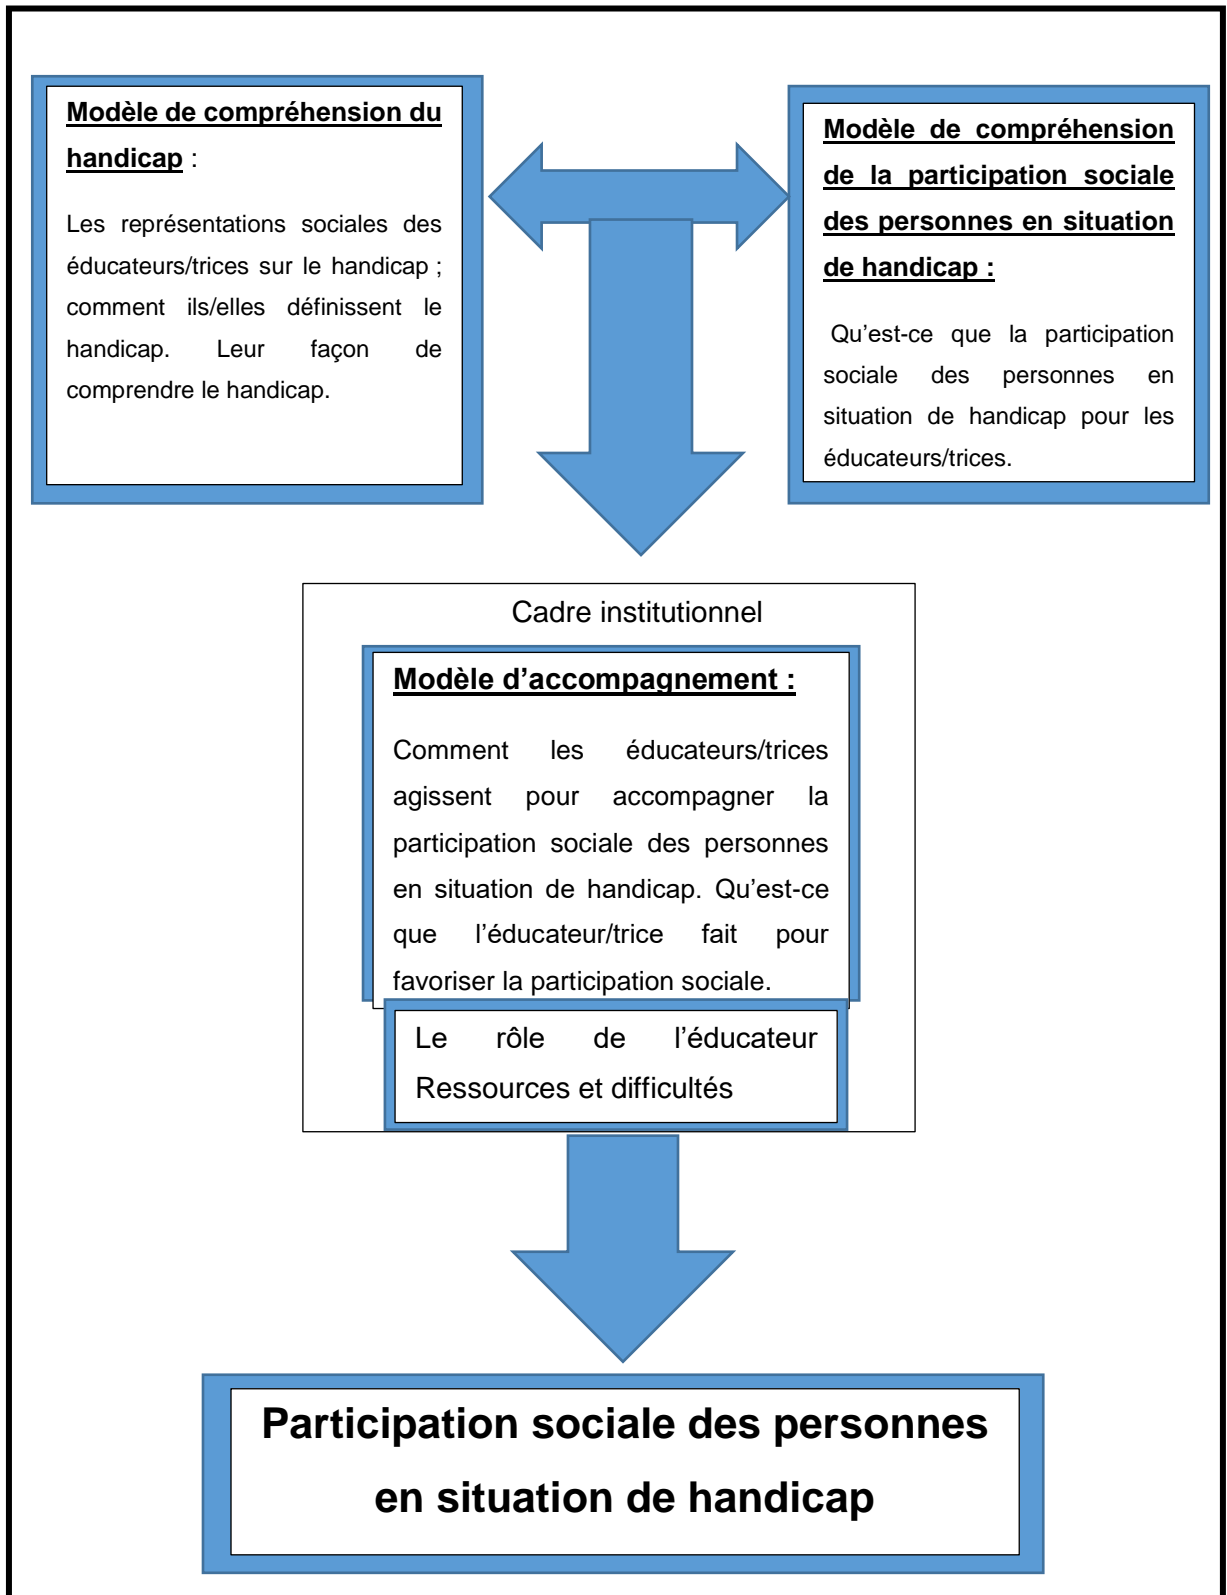 Modèle de compréhension du
handicap :
Les représentations sociales des
éducateurs/trices sur le handicap ;
comment ils/elles définissent le
handicap. Leur façon de
comprendre le handicap.
Modèle de compréhension
de la participation sociale
des personnes en situation
de handicap :
Qu’est-ce que la participation
sociale des personnes en
situation de handicap pour les
éducateurs/trices.
Cadre institutionnel
Modèle d’accompagnement :
Comment les éducateurs/trices
agissent pour accompagner la
participation sociale des personnes
en situation de handicap. Qu’est-ce
que l’éducateur/trice fait pour
favoriser la participation sociale.
Le rôle de l’éducateur
Ressources et difficultés
Participation sociale des personnes
en situation de handicap